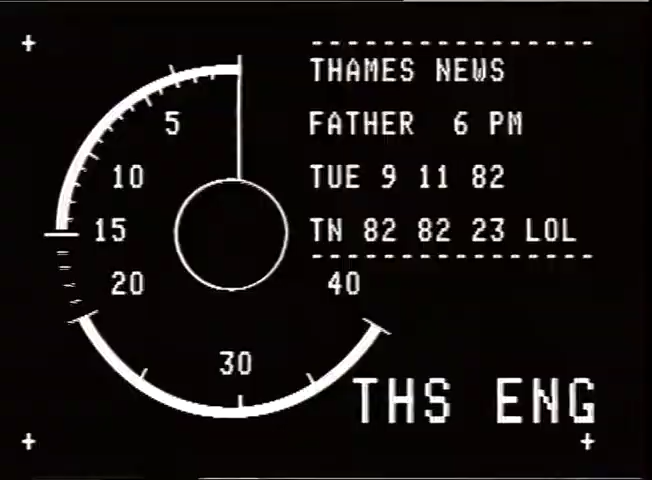 THAMES NEWS
FATHER 6 PM
TUE 9 11 82
TN 82 82 23 LOL
5
10
15
20
30
40
THS ENG